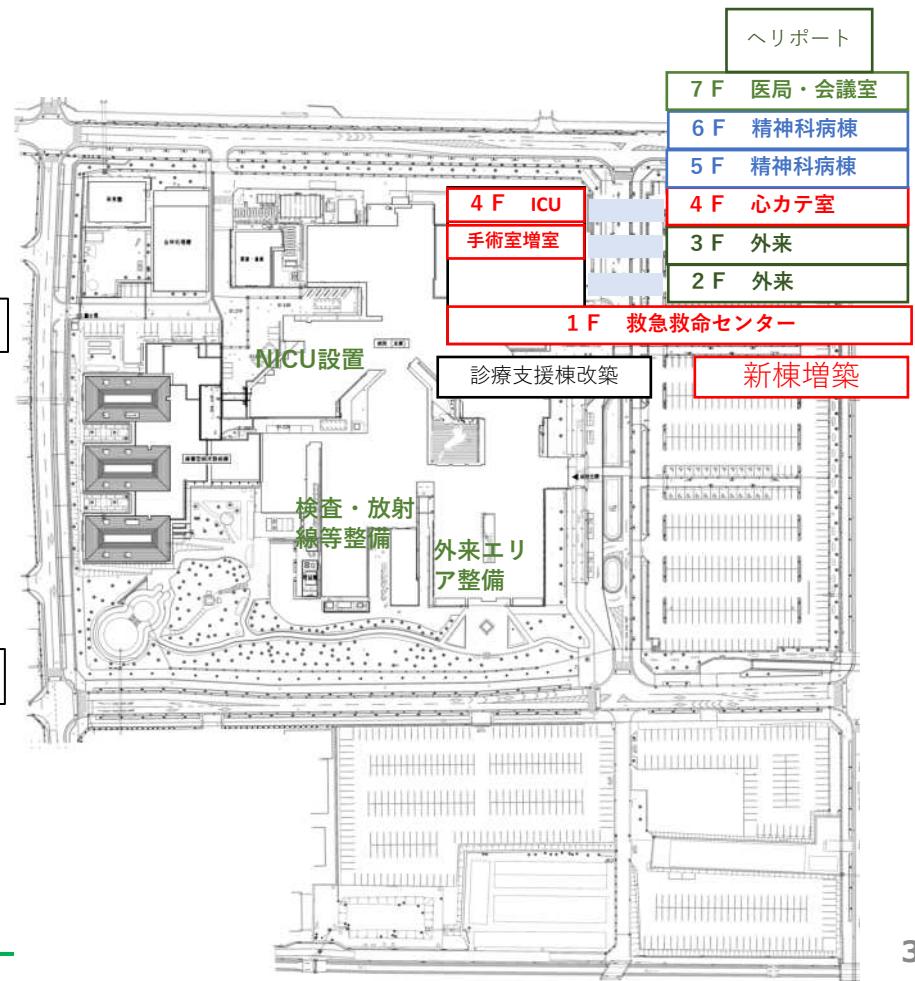 ヘリポート
7F 医局・会議室
6F 精神科病棟
5F 精神科病棟
4F ICU
4F 心カテ室
手術室増室
3F 外来
2F 外来
1F 救急救命センター
NICU設置
診療支援棟改築
新棟増築
検査・放射
線等整備
外来エリ
ア整備
3